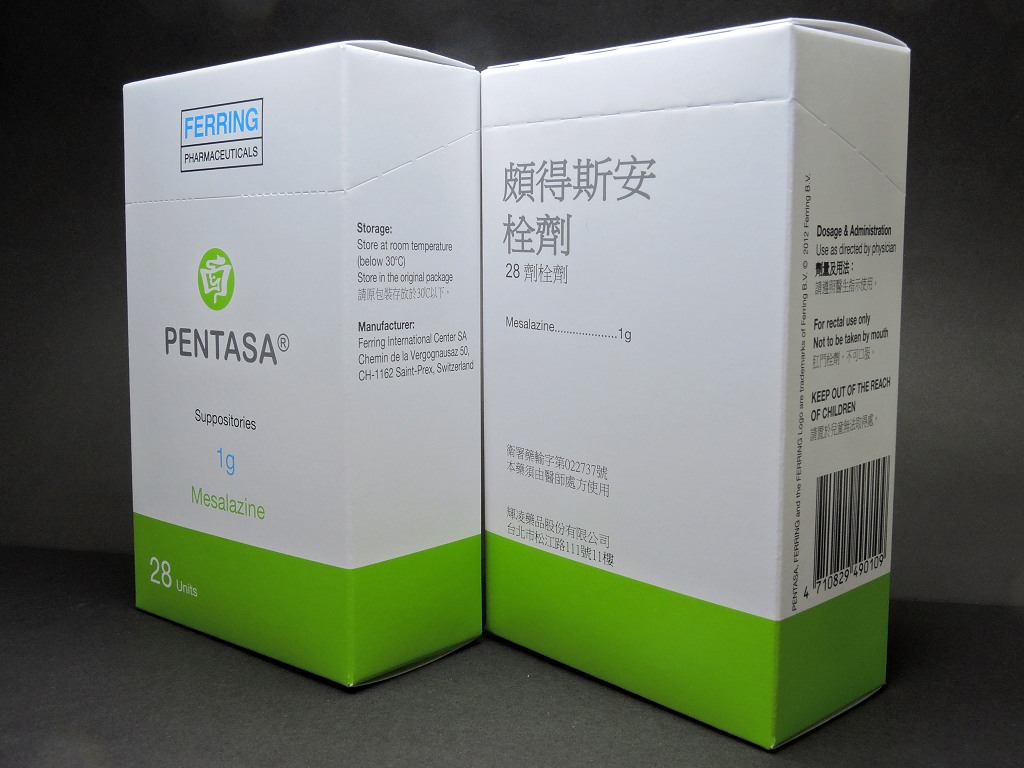 FERRING
PHARMACEUTICALS
PENTASA®
Suppositories
1g
Mesalazine
28 Units
Storage:
Store at room temperature
(below 30°C)
Store in the original package
請原包裝存放於30℃以下。
Manufacturer:
Ferring International Center SA
Chemin de la Vergognausaz 50,
CH-1162 Saint-Prex, Switzerland
頗得斯安
栓劑
28 劑栓劑
Mesalazine...................1g
衛署藥輸字第022737號
本藥須由醫師處方使用
輝凌藥品股份有限公司
台北市松江路111號11樓
PENTASA, FERRING and the FERRING Logo are trademarks of Ferring B.V. © 2012 Ferring B.V.
Dosage & Administration
Use as directed by physician
劑量及用法：
請遵照醫生指示使用。
For rectal use only
Not to be taken by mouth
肛門栓劑，不可口服。
KEEP OUT OF THE REACH
OF CHILDREN
請置於兒童無法取得處。
4 710829 490109